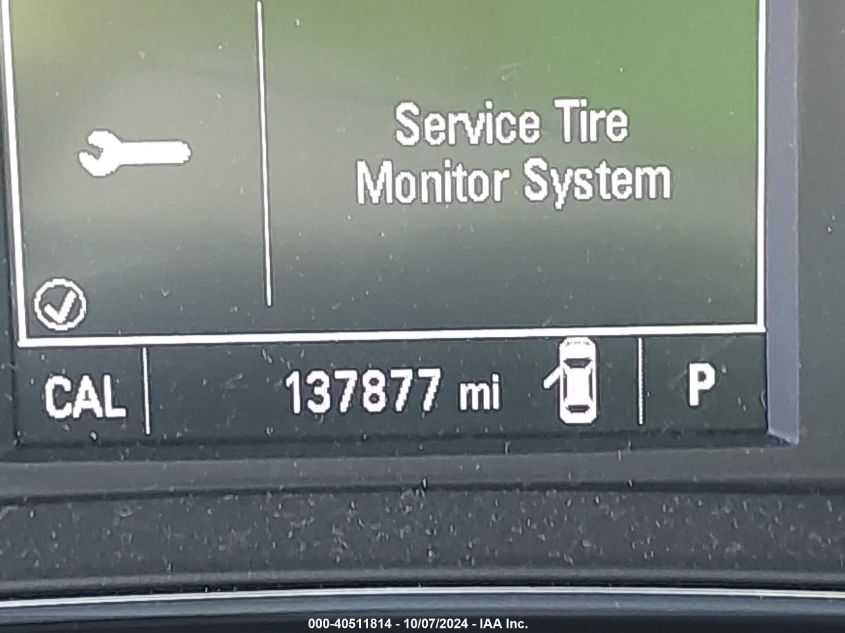 Service Tire
Monitor System
CAL 137877 mi P
000-40511814 - 10/07/2024 - IAA Inc.